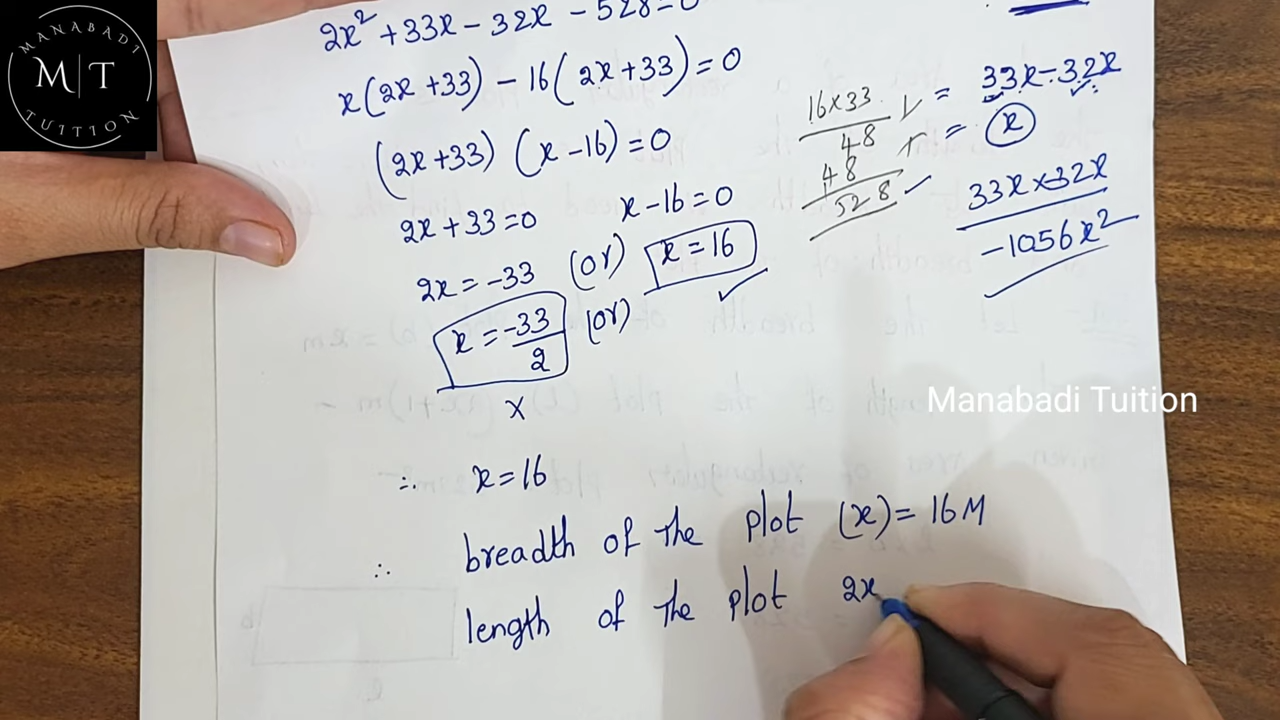 MANABADI
M|T
TUITION
2x² + 33x - 32x - 528 = 0
x(2x+33) - 16(2x+33) = 0
(2x+33) (x-16) = 0
2x+33=0 x-16=0
2x = -33 (or) x = 16
x = -33/2 (or)
x
∴ x=16
∴ breadth of the plot (x) = 16M
length of the plot 2x
16×33
48
48
528
= 33x-32x
= x
33x×32x
-1056x²
Manabadi Tuition